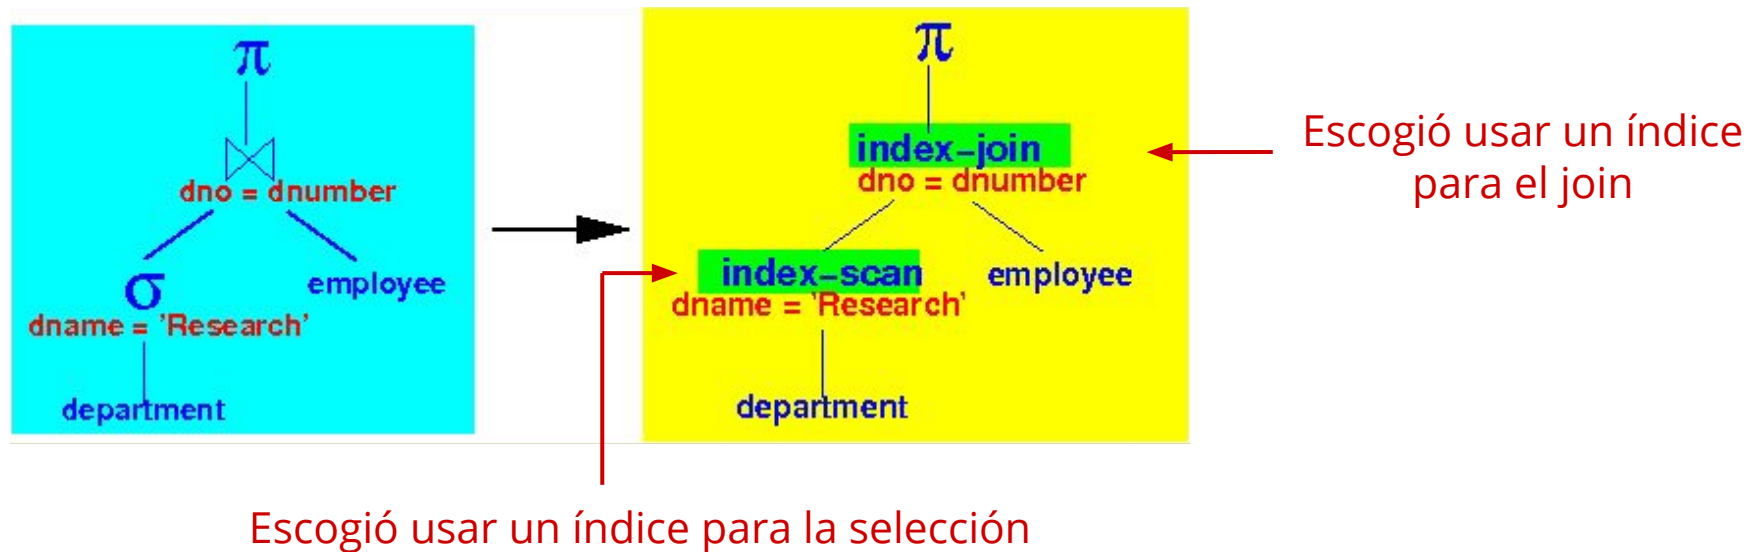 π
dno = dnumber
σ
employee
dname = 'Research'
department
π
index-join
dno = dnumber
index-scan
employee
dname = 'Research'
department
Escogió usar un índice
para el join
Escogió usar un índice para la selección